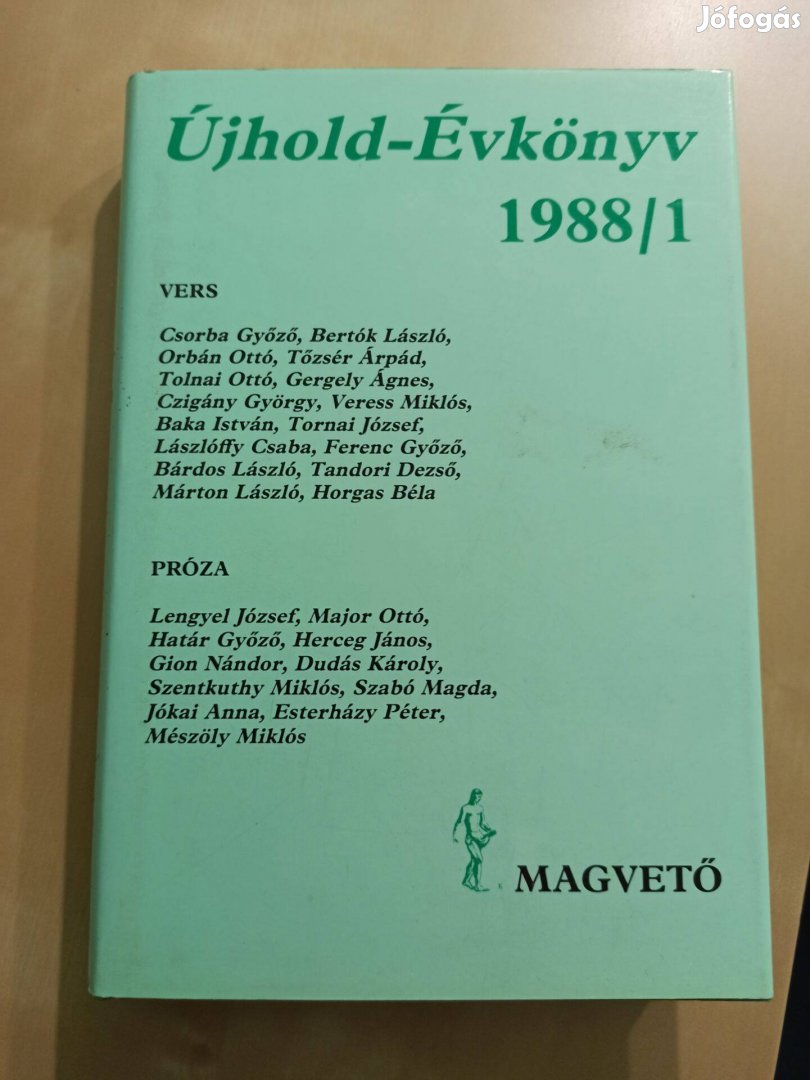 Jófogás
Újhold-Évkönyv
1988/1
VERS
Csorba Győző, Bertók László,
Orbán Ottó, Tőzsér Árpád,
Tolnai Ottó, Gergely Ágnes,
Czigány György, Veress Miklós,
Baka István, Tornai József,
Lászlóffy Csaba, Ferenc Győző,
Bárdos László, Tandori Dezső,
Márton László, Horgas Béla
PRÓZA
Lengyel József, Major Ottó,
Határ Győző, Herceg János,
Gion Nándor, Dudás Károly,
Szentkuthy Miklós, Szabó Magda,
Jókai Anna, Esterházy Péter,
Mészöly Miklós
MAGVETŐ